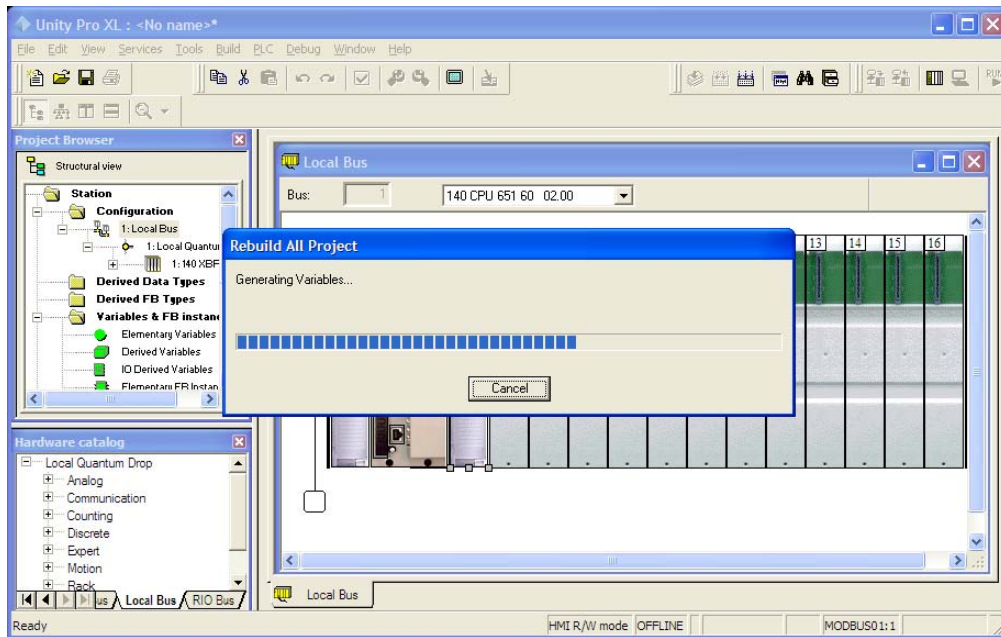 Unity Pro XL : <No name>*
File Edit View Services Tools Build PLC Debug Window Help
RUN
Project Browser
Structural view
Station
Configuration
1: Local Bus
1: Local Quantu
1: 140 XBF
Derived Data Types
Derived FB Types
Variables & FB instan
Elementary Variables
Derived Variables
IO Derived Variables
Elementary FB Instan
Hardware catalog
Local Quantum Drop
Analog
Communication
Counting
Discrete
Expert
Motion
Rack
us Local Bus RIO Bus
Local Bus
Bus: 1 140 CPU 651 60 02.00
13 14 15 16
Rebuild All Project
Generating Variables...
Cancel
Local Bus
Ready HMI R/W mode OFFLINE MODBUS01:1